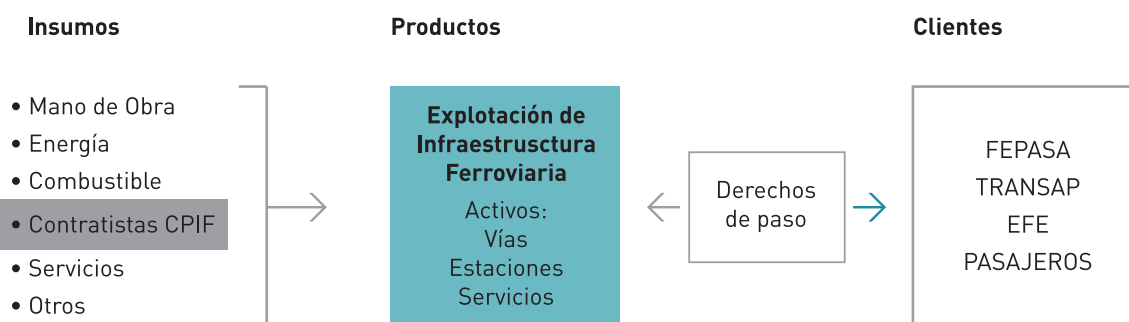 Insumos
• Mano de Obra
• Energía
• Combustible
• Contratistas CPIF
• Servicios
• Otros
Productos
Explotación de
Infraestrusctura
Ferroviaria
Activos:
Vías
Estaciones
Servicios
Derechos
de paso
Clientes
FEPASA
TRANSAP
EFE
PASAJEROS